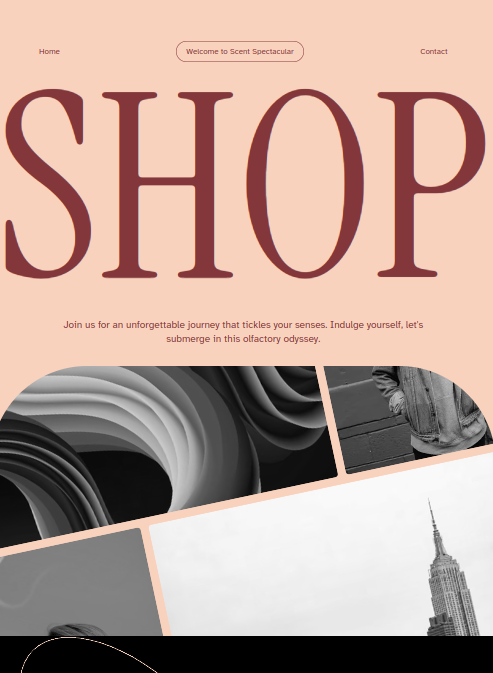 Home
Welcome to Scent Spectacular
Contact
SHOP
Join us for an unforgettable journey that tickles your senses. Indulge yourself, let's
submerge in this olfactory odyssey.